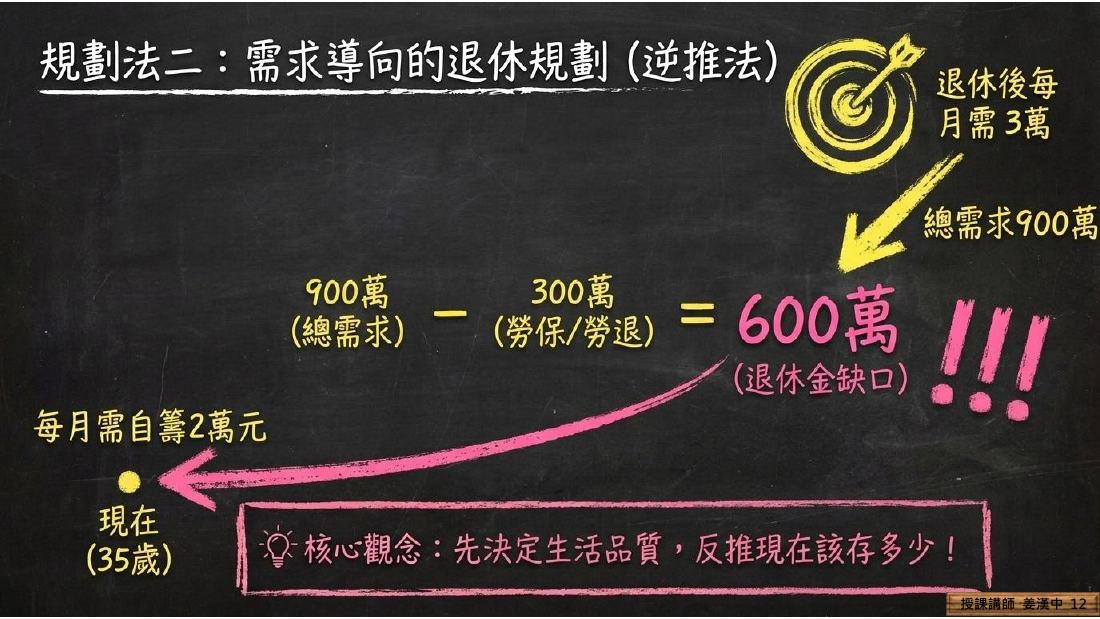 規劃法二：需求導向的退休規劃 (逆推法)
退休後每
月需 3萬
總需求900萬
900萬
(總需求)
−
300萬
(勞保/勞退)
=
600萬
(退休金缺口)
!!!
每月需自籌2萬元
現在
(35歲)
核心觀念：先決定生活品質，反推現在該存多少！
授課講師 姜漢中 12